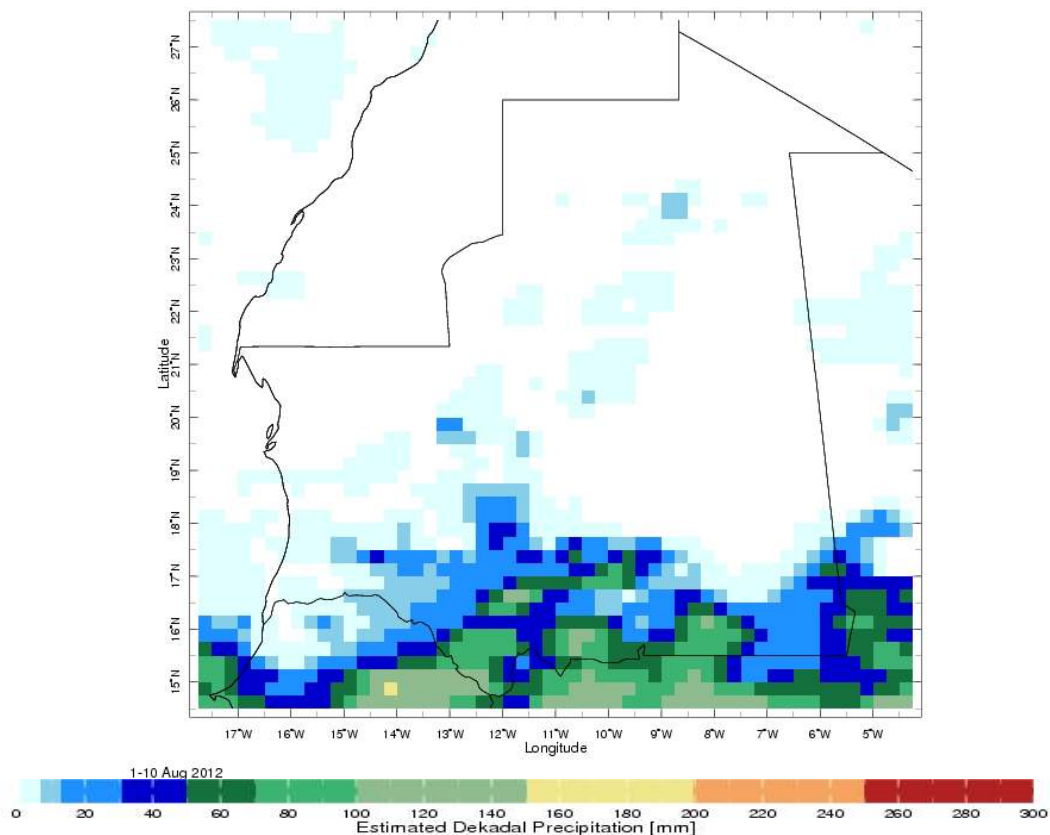 27°N
26°N
25°N
24°N
23°N
22°N
21°N
20°N
19°N
18°N
17°N
16°N
15°N
Latitude
17°W 16°W 15°W 14°W 13°W 12°W 11°W 10°W 9°W 8°W 7°W 6°W 5°W
Longitude
1-10 Aug 2012
0 20 40 60 80 100 120 140 160 180 200 220 240 260 280 300
Estimated Dekadal Precipitation [mm]